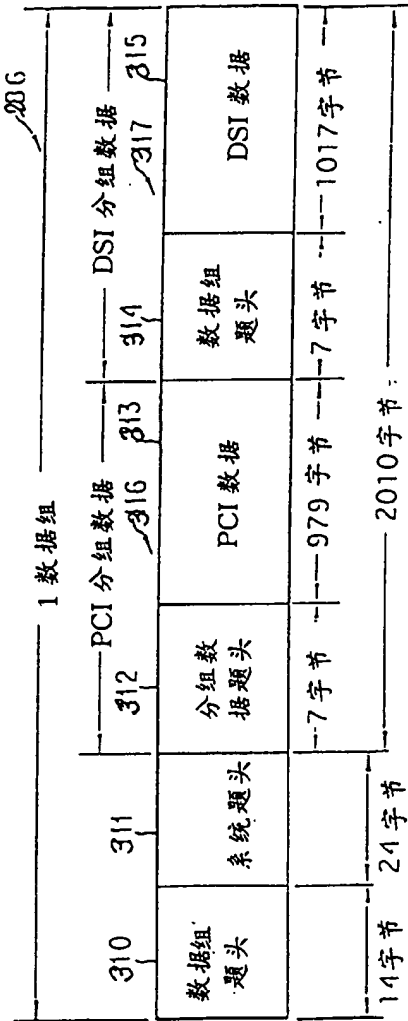 286
1 数据组
PCI 分组数据
DSI 分组数据
316
317
310
311
312
313
314
315
数据组
题头
系统题头
分组数
据题头
PCI 数据
数据组
题头
DSI 数据
7字节
979 字节
7 字节
1017字节
14字节
24字节
2010字节